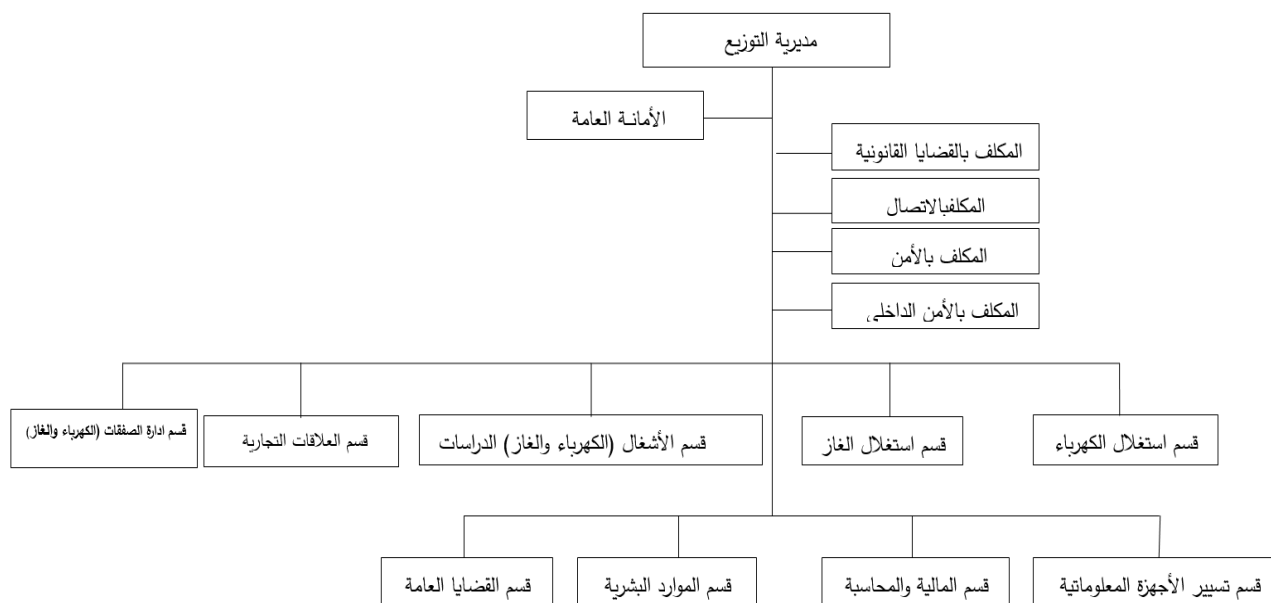 مديرية التوزيع
الأمانـة العامة
المكلف بالقضايا القانونية
المكلفبالاتصال
المكلف بالأمن
المكلف بالأمن الداخلي
قسم استغلال الكهرباء
قسم استغلال الغاز
قسم الأشغال (الكهرباء والغاز) الدراسات
قسم العلاقات التجارية
قسم ادارة الصفقات (الكهرباء والغاز)
قسم تسيير الأجهزة المعلوماتية
قسم المالية والمحاسبة
قسم الموارد البشرية
قسم القضايا العامة